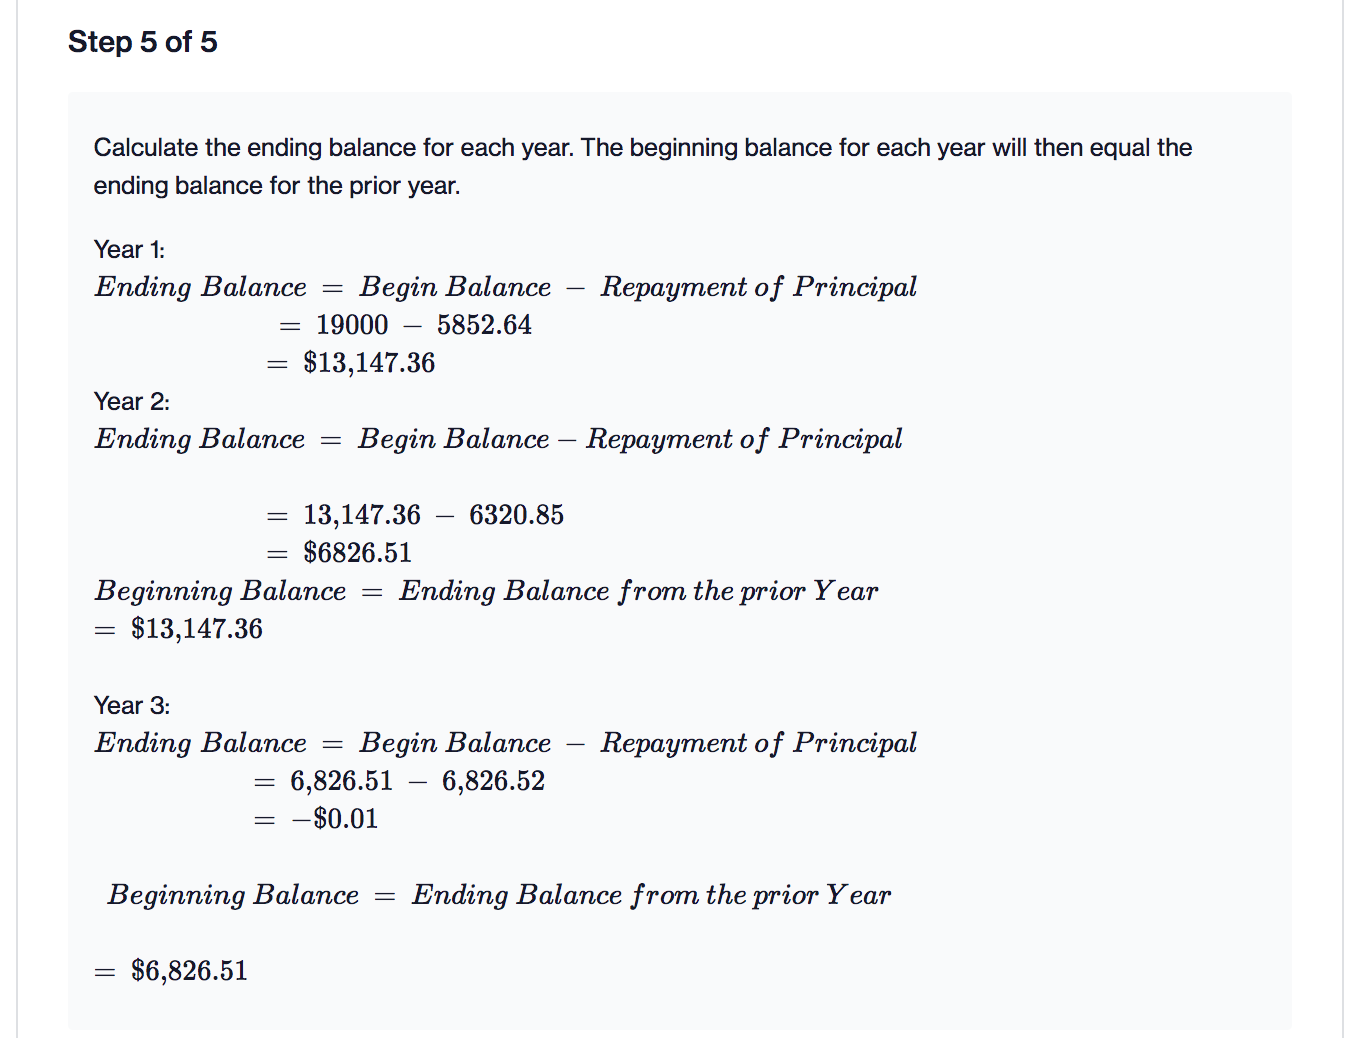 Step 5 of 5
Calculate the ending balance for each year. The beginning balance for each year will then equal the
ending balance for the prior year.
Year 1:
Ending Balance = Begin Balance − Repayment of Principal
= 19000 − 5852.64
= $13,147.36
Year 2:
Ending Balance = Begin Balance − Repayment of Principal
= 13,147.36 − 6320.85
= $6826.51
Beginning Balance = Ending Balance from the prior Year
= $13,147.36
Year 3:
Ending Balance = Begin Balance − Repayment of Principal
= 6,826.51 − 6,826.52
= −$0.01
Beginning Balance = Ending Balance from the prior Year
= $6,826.51